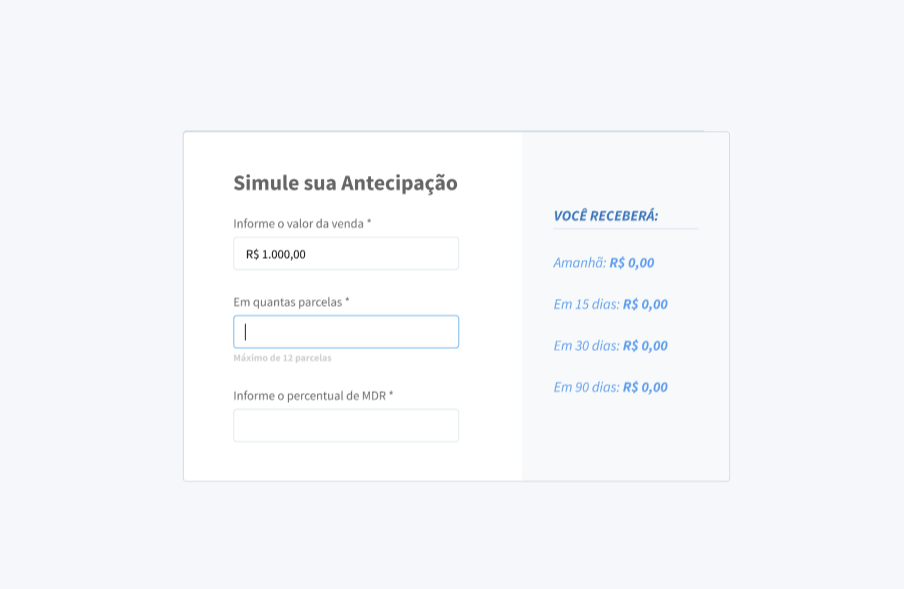 Simule sua Antecipação
Informe o valor da venda *
R$ 1.000,00
Em quantas parcelas *
Máximo de 12 parcelas
Informe o percentual de MDR *
VOCÊ RECEBERÁ:
Amanhã: R$ 0,00
Em 15 dias: R$ 0,00
Em 30 dias: R$ 0,00
Em 90 dias: R$ 0,00